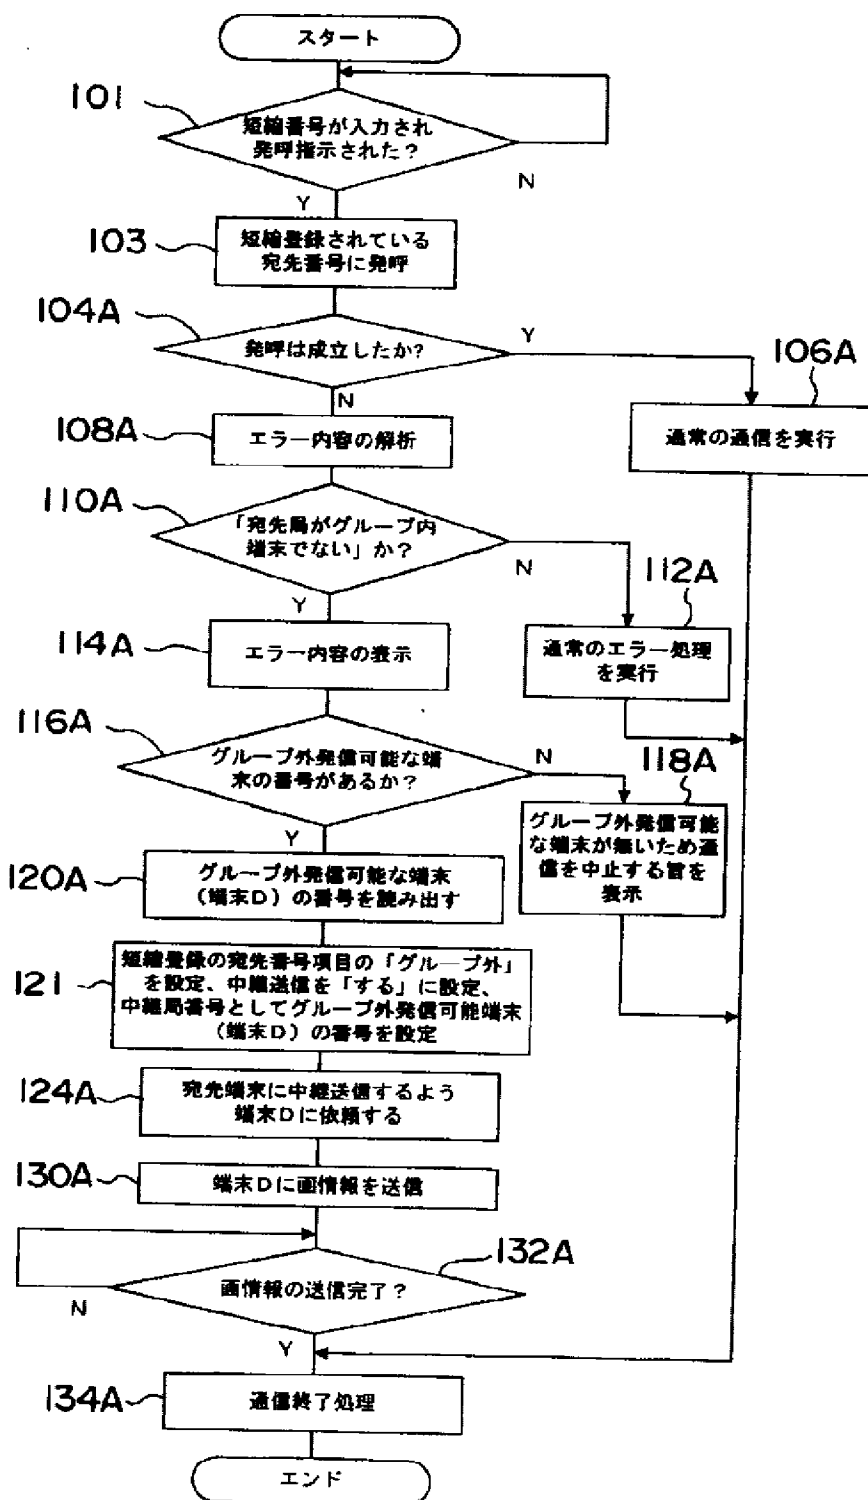 スタート
101
短縮番号が入力され
発呼指示された?
N
Y
103
短縮登録されている
宛先番号に発呼
104A
発呼は成立したか?
Y
N
106A
通常の通信を実行
108A
エラー内容の解析
110A
「宛先局がグループ内
端末でない」か?
N
Y
112A
通常のエラー処理
を実行
114A
エラー内容の表示
116A
グループ外発信可能な端
末の番号があるか?
N
Y
118A
グループ外発信可能
な端末が無いため通
信を中止する旨を
表示
120A
グループ外発信可能な端末
(端末D)の番号を読み出す
121
短縮登録の宛先番号項目の「グループ外」
を設定、中継送信を「する」に設定、
中継局番号としてグループ外発信可能端末
(端末D)の番号を設定
124A
宛先端末に中継送信するよう
端末Dに依頼する
130A
端末Dに画情報を送信
132A
画情報の送信完了?
N
Y
134A
通信終了処理
エンド